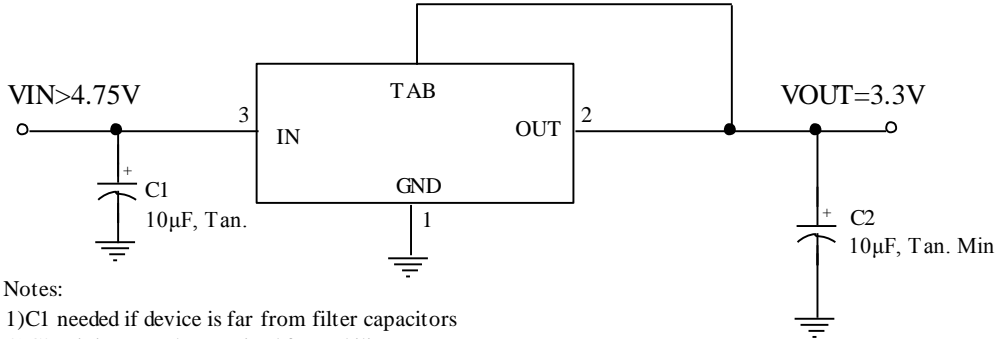 VIN>4.75V
TAB
VOUT=3.3V
3
IN
OUT
2
GND
1
+
C1
10μF, Tan.
+
C2
10μF, Tan. Min
Notes:
1)C1 needed if device is far from filter capacitors